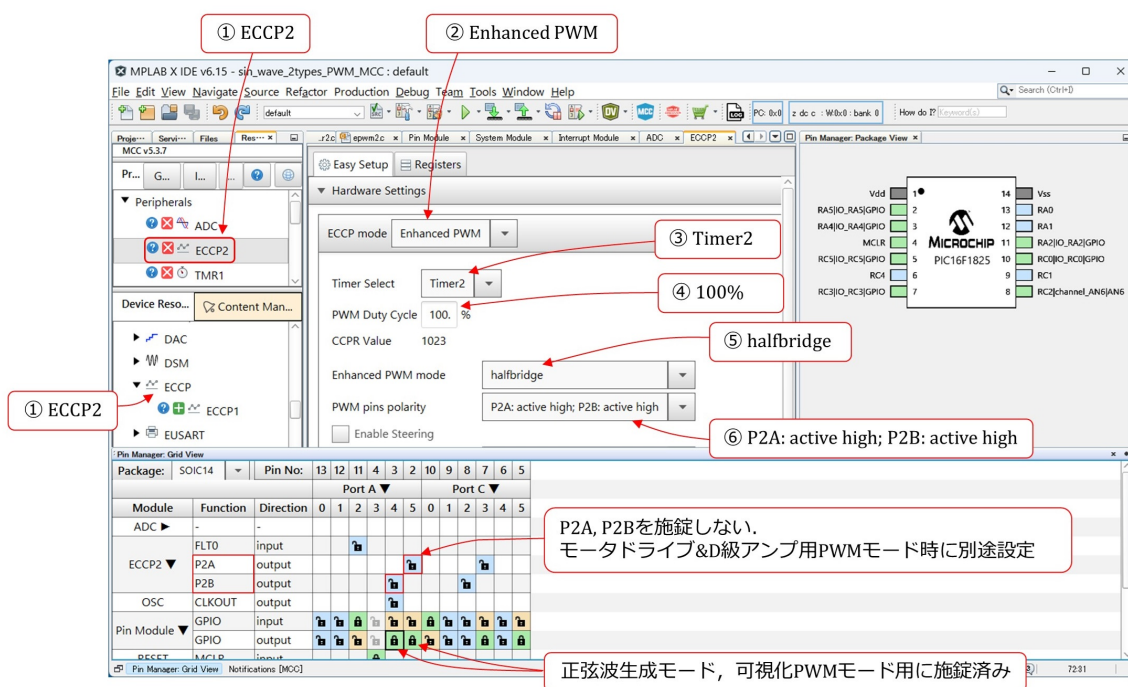 ① ECCP2
② Enhanced PWM
MPLAB X IDE v6.15 - sin_wave_2types_PWM_MCC : default
File Edit View Navigate Source Refactor Production Debug Team Tools Window Help
Search (Ctrl+I)
default
PC: 0x0
z dc c : W:0x0 : bank 0
How do I?
Keyword(s)
Proje…
Servi…
Files
Res…
.r2.c
epwm2.c
Pin Module
System Module
Interrupt Module
ADC
ECCP2
Pin Manager: Package View
MCC v5.3.7
Pr...
G...
I...
...
Easy Setup
Registers
Peripherals
ADC
ECCP2
TMR1
Hardware Settings
ECCP mode
Enhanced PWM
③ Timer2
Timer Select
Timer2
④ 100%
PWM Duty Cycle
100.
%
CCPR Value
1023
⑤ halfbridge
Enhanced PWM mode
halfbridge
PWM pins polarity
P2A: active high; P2B: active high
Enable Steering
⑥ P2A: active high; P2B: active high
Device Reso...
Content Man...
DAC
DSM
ECCP
ECCP1
EUSART
① ECCP2
Vdd 1 14 Vss
RA5|IO_RA5|GPIO 2 13 RA0
RA4|IO_RA4|GPIO 3 12 RA1
MCLR 4 MICROCHIP 11 RA2|IO_RA2|GPIO
RC5|IO_RC5|GPIO 5 PIC16F1825 10 RC0|IO_RC0|GPIO
RC4 6 9 RC1
RC3|IO_RC3|GPIO 7 8 RC2|channel_AN6|AN6
Pin Manager: Grid View
Package: SOIC14 Pin No: 13 12 11 4 3 2 10 9 8 7 6 5
Port A ▼ Port C ▼
Module Function Direction 0 1 2 3 4 5 0 1 2 3 4 5
ADC ▶ - -
FLT0 input
ECCP2 ▼ P2A output
P2B output
OSC CLKOUT output
GPIO input
Pin Module ▼
GPIO output
RESET MCLR input
P2A, P2Bを施錠しない．
モータドライブ&D級アンプ用PWMモード時に別途設定
正弦波生成モード，可視化PWMモード用に施錠済み
Pin Manager: Grid View
Notifications [MCC]
72:31